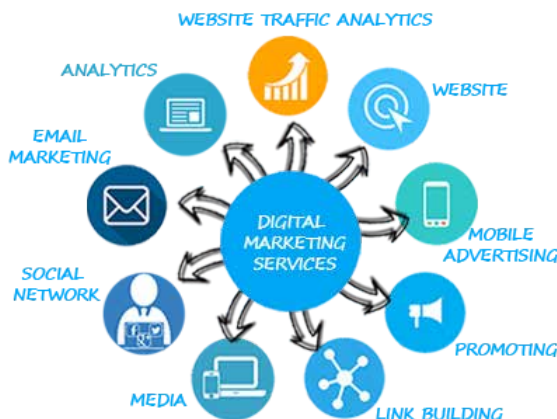 WEBSITE TRAFFIC ANALYTICS
ANALYTICS
WEBSITE
EMAIL
MARKETING
DIGITAL
MARKETING
SERVICES
MOBILE
ADVERTISING
SOCIAL
NETWORK
PROMOTING
MEDIA
LINK BUILDING